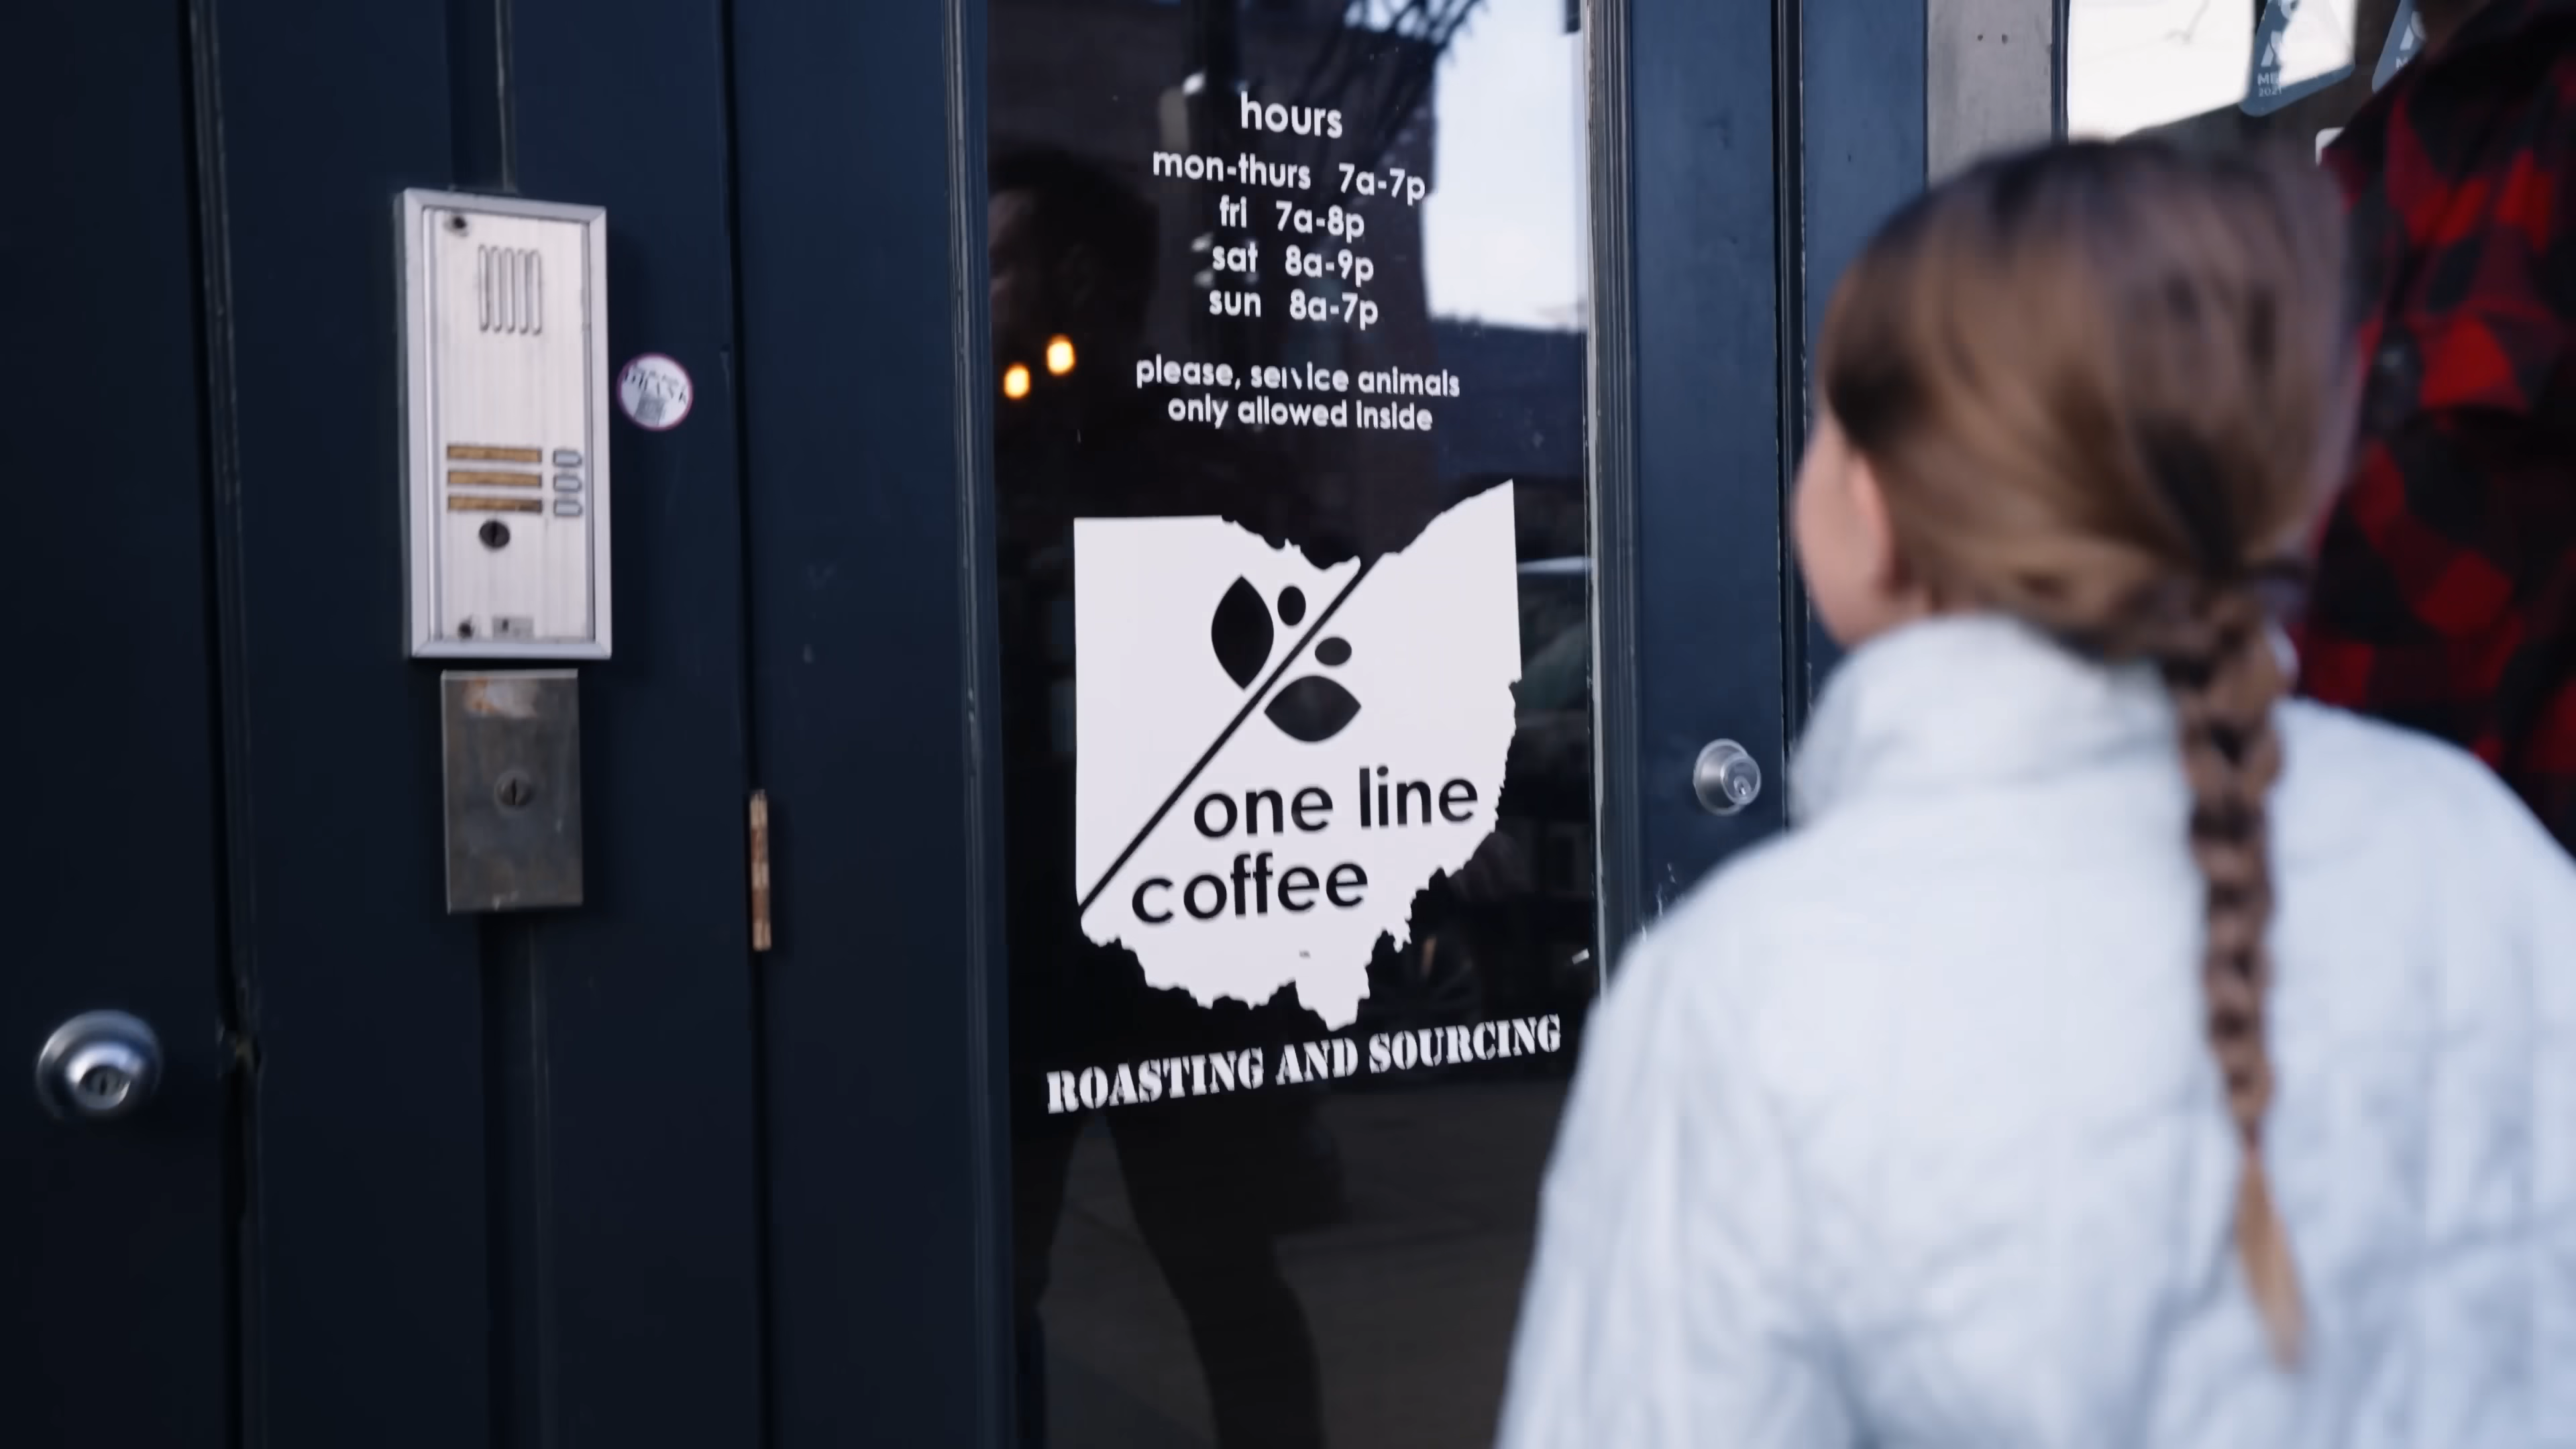 hours
mon-thurs 7a-7p
fri 7a-8p
sat 8a-9p
sun 8a-7p
please, service animals
only allowed inside
one line
coffee
ROASTING AND SOURCING
2021